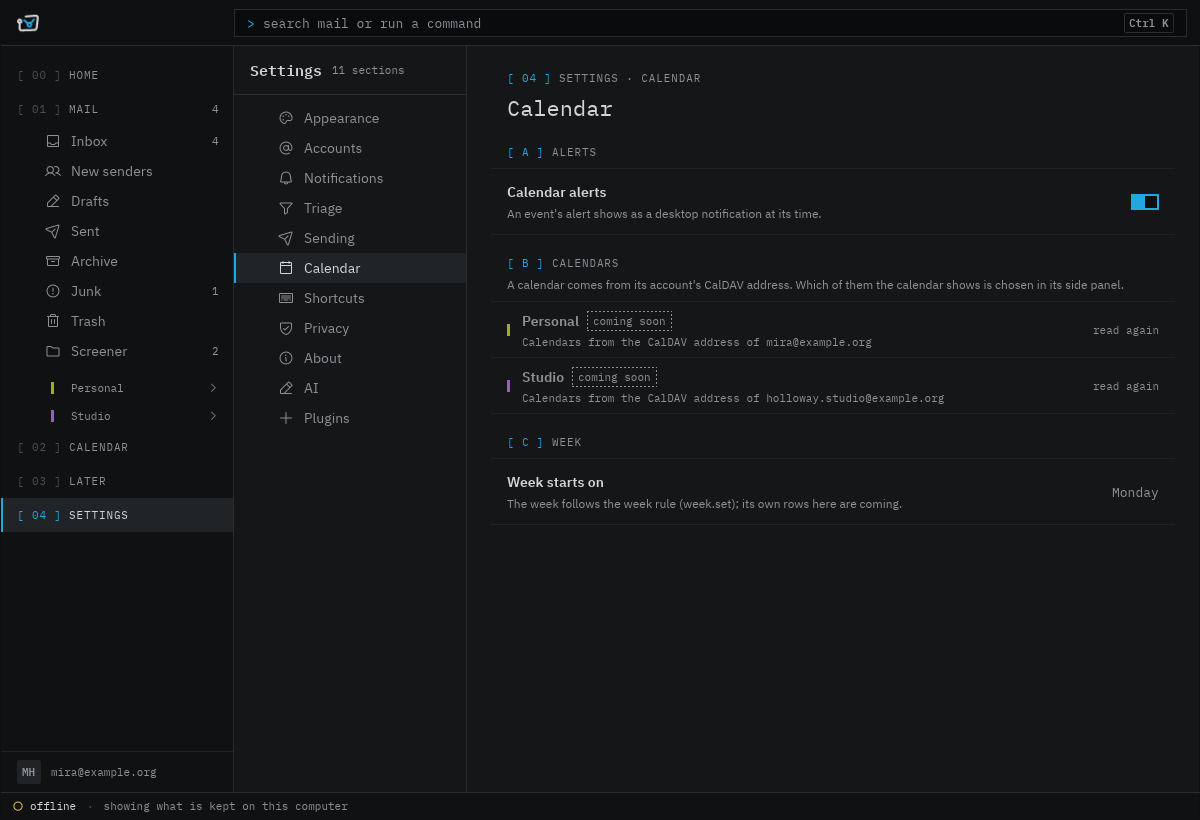 > search mail or run a command Ctrl K
[ 00 ] HOME
[ 01 ] MAIL 4
Inbox 4
New senders
Drafts
Sent
Archive
Junk 1
Trash
Screener 2
Personal
Studio
[ 02 ] CALENDAR
[ 03 ] LATER
[ 04 ] SETTINGS
MH mira@example.org
Settings 11 sections
Appearance
Accounts
Notifications
Triage
Sending
Calendar
Shortcuts
Privacy
About
AI
Plugins
[ 04 ] SETTINGS · CALENDAR
Calendar
[ A ] ALERTS
Calendar alerts
An event's alert shows as a desktop notification at its time.
[ B ] CALENDARS
A calendar comes from its account's CalDAV address. Which of them the calendar shows is chosen in its side panel.
Personal coming soon
Calendars from the CalDAV address of mira@example.org
read again
Studio coming soon
Calendars from the CalDAV address of holloway.studio@example.org
read again
[ C ] WEEK
Week starts on
The week follows the week rule (week.set); its own rows here are coming.
Monday
offline · showing what is kept on this computer